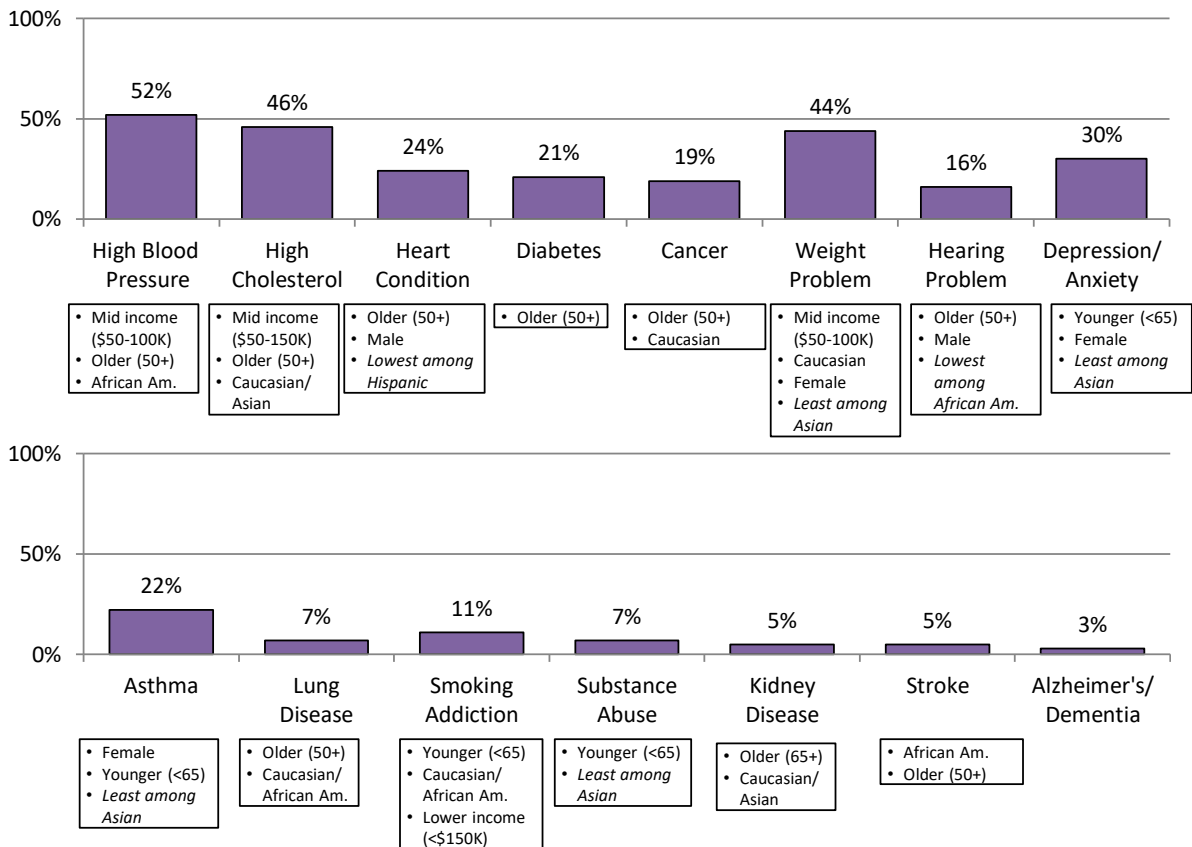 100%
50%
0%
52%
46%
24%
21%
19%
44%
16%
30%
High Blood
Pressure
High
Cholesterol
Heart
Condition
Diabetes
Cancer
Weight
Problem
Hearing
Problem
Depression/
Anxiety
• Mid income
($50-100K)
• Older (50+)
• African Am.
• Mid income
($50-150K)
• Older (50+)
• Caucasian/
Asian
• Older (50+)
• Male
• Lowest among
Hispanic
• Older (50+)
• Older (50+)
• Caucasian
• Mid income
($50-100K)
• Caucasian
• Female
• Least among
Asian
• Older (50+)
• Male
• Lowest
among
African Am.
• Younger (<65)
• Female
• Least among
Asian
100%
50%
0%
22%
7%
11%
7%
5%
5%
3%
Asthma
Lung
Disease
Smoking
Addiction
Substance
Abuse
Kidney
Disease
Stroke
Alzheimer's/
Dementia
• Female
• Younger (<65)
• Least among
Asian
• Older (50+)
• Caucasian/
African Am.
• Younger (<65)
• Caucasian/
African Am.
• Lower income
(<$150K)
• Younger (<65)
• Least among
Asian
• Older (65+)
• Caucasian/
Asian
• African Am.
• Older (50+)